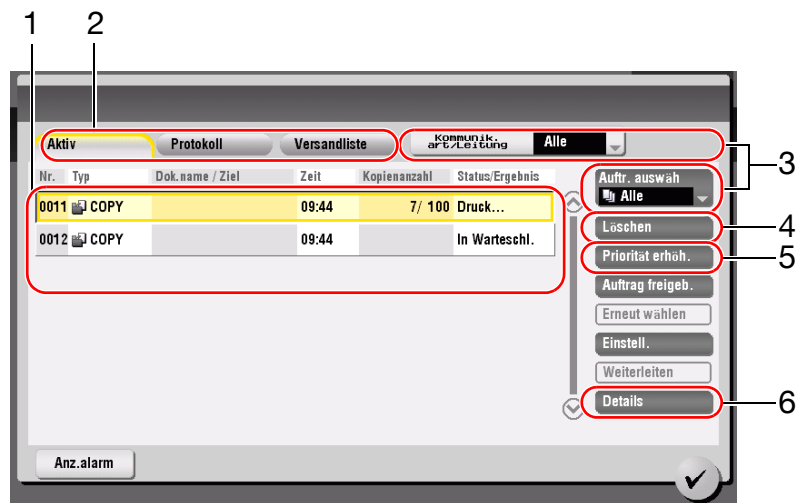 1 2
Aktiv Protokoll Versandliste Kommunik. art/Leitung Alle
3
Nr. Typ Dok.name / Ziel Zeit Kopienanzahl Status/Ergebnis
Auftr. auswäh
Alle
0011 COPY 09:44 7/ 100 Druck...
Löschen 4
0012 COPY 09:44 In Warteschl.
Priorität erhöh. 5
Auftrag freigeb.
Erneut wählen
Einstell.
Weiterleiten
Details 6
Anz.alarm